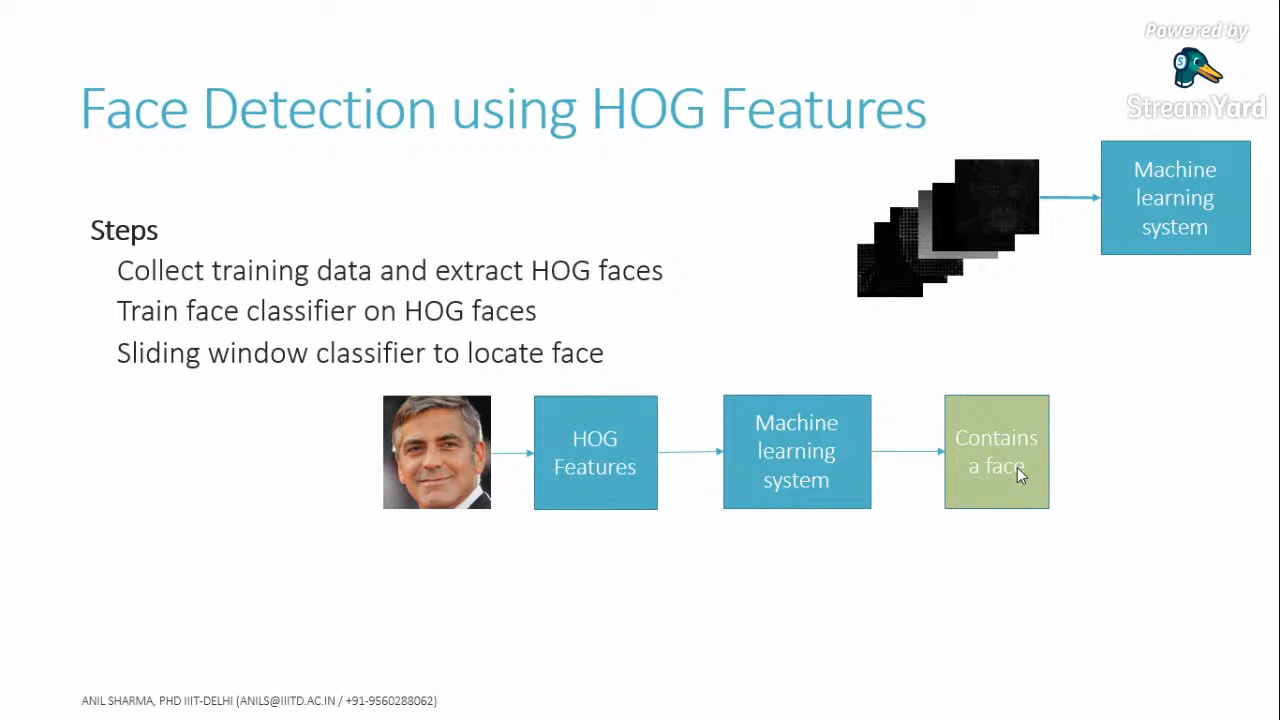 Powered by
StreamYard
Face Detection using HOG Features
Machine
learning
system
Steps
Collect training data and extract HOG faces
Train face classifier on HOG faces
Sliding window classifier to locate face
HOG
Features
Machine
learning
system
Contains
a face
ANIL SHARMA, PHD IIIT-DELHI (ANILS@IIITD.AC.IN / +91-9560288062)